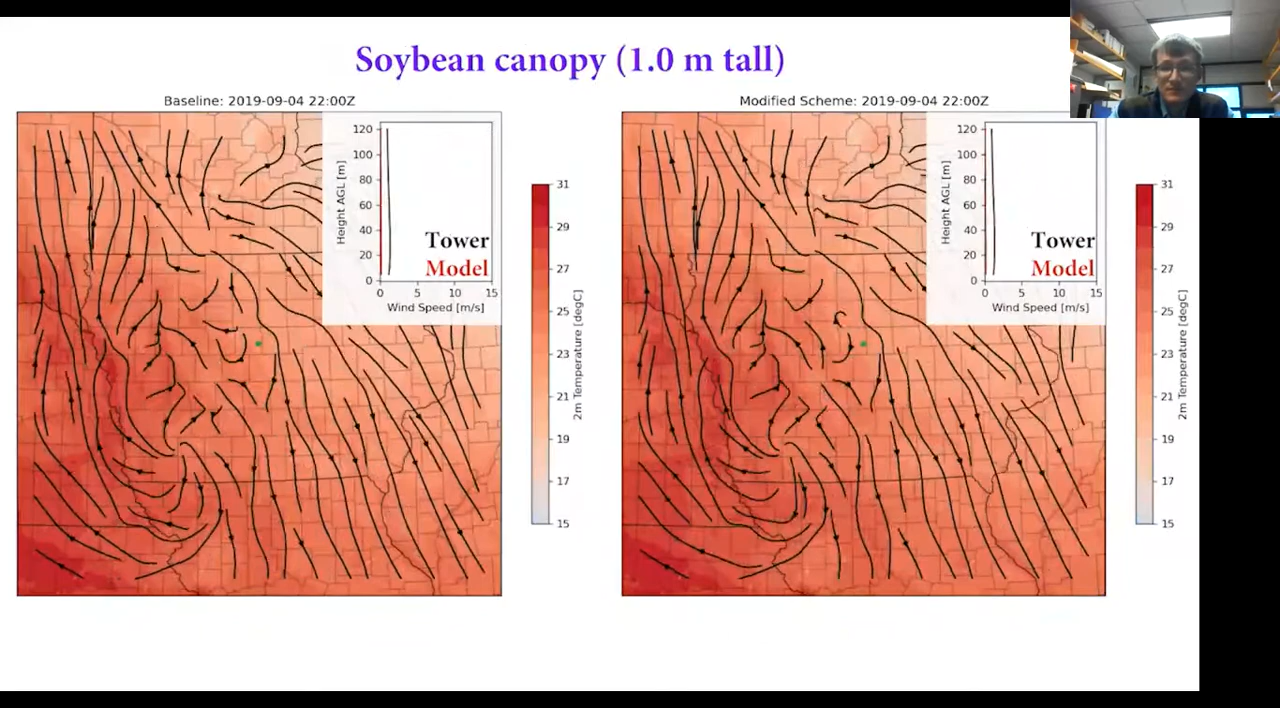 Soybean canopy (1.0 m tall)
Baseline: 2019-09-04 22:00Z
120
100
80
60
40
20
0
Height AGL [m]
Tower
Model
0 5 10 15
Wind Speed [m/s]
31
29
27
25
23
21
19
17
15
2m Temperature [degC]
Modified Scheme: 2019-09-04 22:00Z
120
100
80
60
40
20
0
Height AGL [m]
Tower
Model
0 5 10 15
Wind Speed [m/s]
31
29
27
25
23
21
19
17
15
2m Temperature [degC]